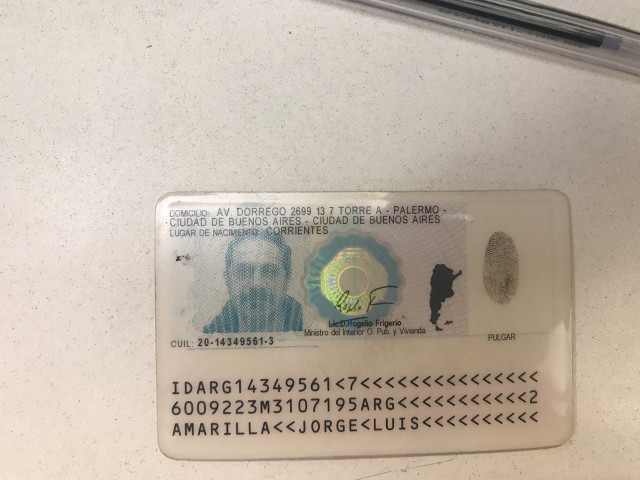 DOMICILIO: AV. DORREGO 2699 13 7 TORRE A - PALERMO -
CIUDAD DE BUENOS AIRES - CIUDAD DE BUENOS AIRES
LUGAR DE NACIMIENTO: CORRIENTES
Lic.D.Rogelio Frigerio
Ministro del Interior O. Pub. y Vivienda
CUIL: 20-14349561-3
PULGAR
IDARG14349561<7<<<<<<<<<<<<<<<
6009223M3107195ARG<<<<<<<<<<<2
AMARILLA<<JORGE<LUIS<<<<<<<<<<